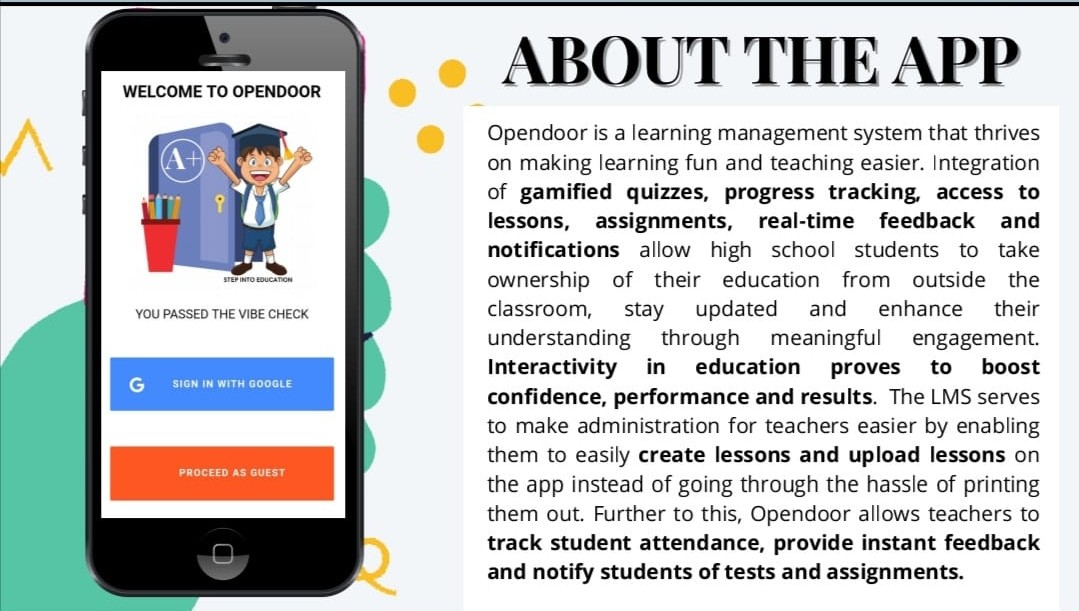 ABOUT THE APP
WELCOME TO OPENDOOR
A+
STEP INTO EDUCATION
YOU PASSED THE VIBE CHECK
G SIGN IN WITH GOOGLE
PROCEED AS GUEST
Opendoor is a learning management system that thrives
on making learning fun and teaching easier. Integration
of gamified quizzes, progress tracking, access to
lessons, assignments, real-time feedback and
notifications allow high school students to take
ownership of their education from outside the
classroom, stay updated and enhance their
understanding through meaningful engagement.
Interactivity in education proves to boost
confidence, performance and results. The LMS serves
to make administration for teachers easier by enabling
them to easily create lessons and upload lessons on
the app instead of going through the hassle of printing
them out. Further to this, Opendoor allows teachers to
track student attendance, provide instant feedback
and notify students of tests and assignments.